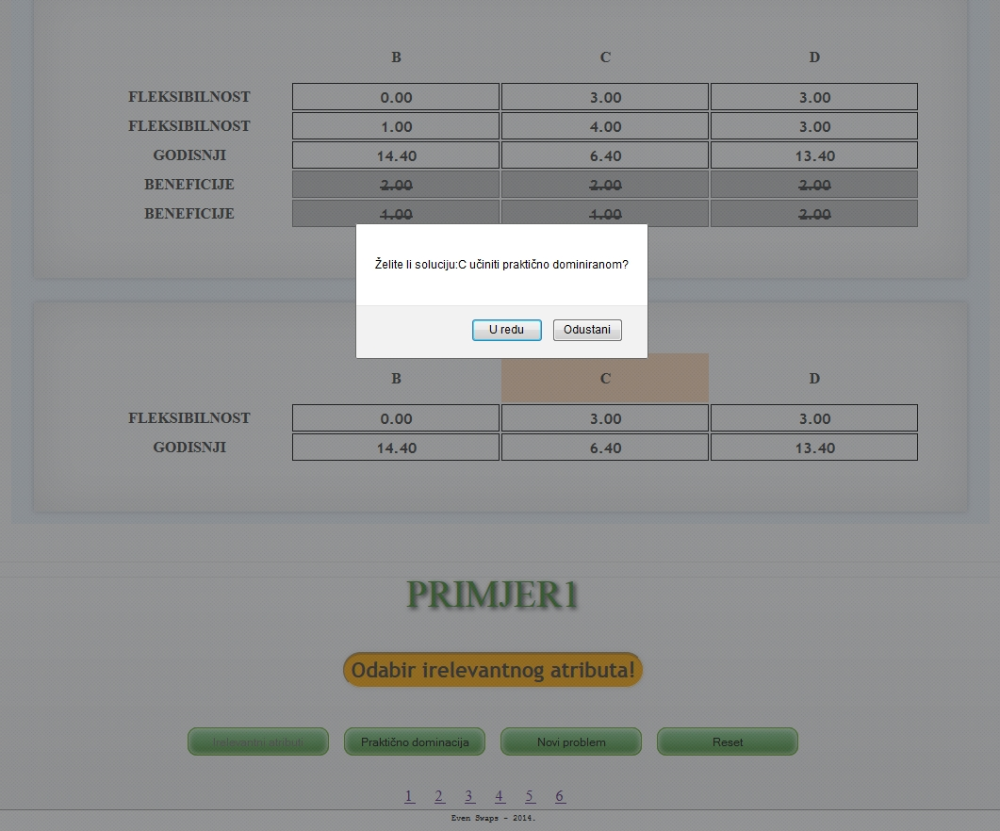 B C D
FLEKSIBILNOST 0.00 3.00 3.00
FLEKSIBILNOST 1.00 4.00 3.00
GODISNJI 14.40 6.40 13.40
BENEFICIJE 2.00 2.00 2.00
BENEFICIJE 1.00 1.00 2.00
Želite li soluciju:C učiniti praktično dominiranom?
U redu Odustani
B C D
FLEKSIBILNOST 0.00 3.00 3.00
GODISNJI 14.40 6.40 13.40
PRIMJER1
Odabir irelevantnog atributa!
Irelevantni atributi Praktično dominacija Novi problem Reset
1 2 3 4 5 6
Even Swaps - 2014.